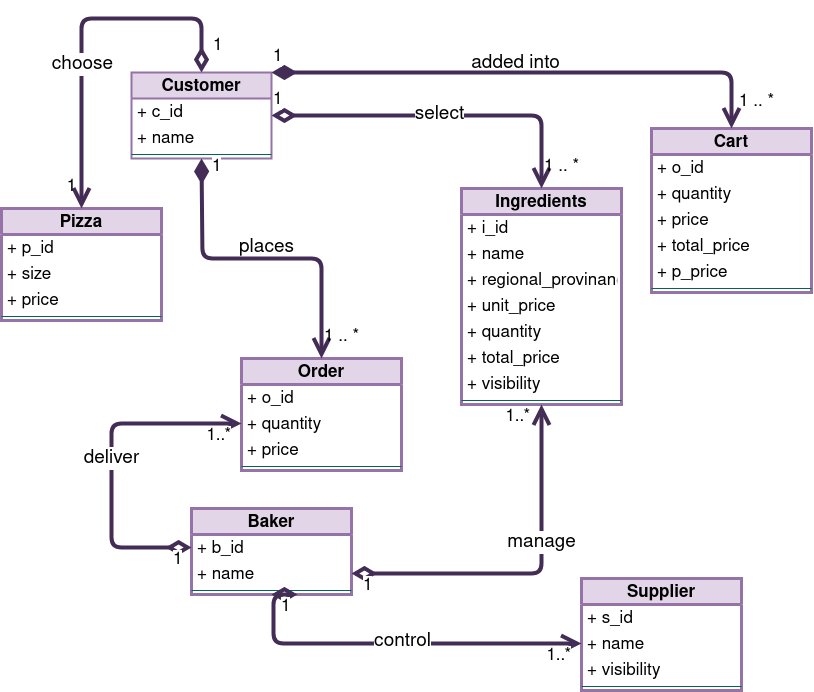 1
1
added into
choose
Customer
+ c_id
+ name
1
select
1 .. *
1
1 .. *
Cart
+ o_id
+ quantity
+ price
+ total_price
+ p_price
1
Pizza
+ p_id
+ size
+ price
places
1 .. *
Ingredients
+ i_id
+ name
+ regional_provinan
+ unit_price
+ quantity
+ total_price
+ visibility
Order
+ o_id
+ quantity
+ price
1..*
1..*
deliver
1
Baker
+ b_id
+ name
1
1
manage
control
1..*
Supplier
+ s_id
+ name
+ visibility